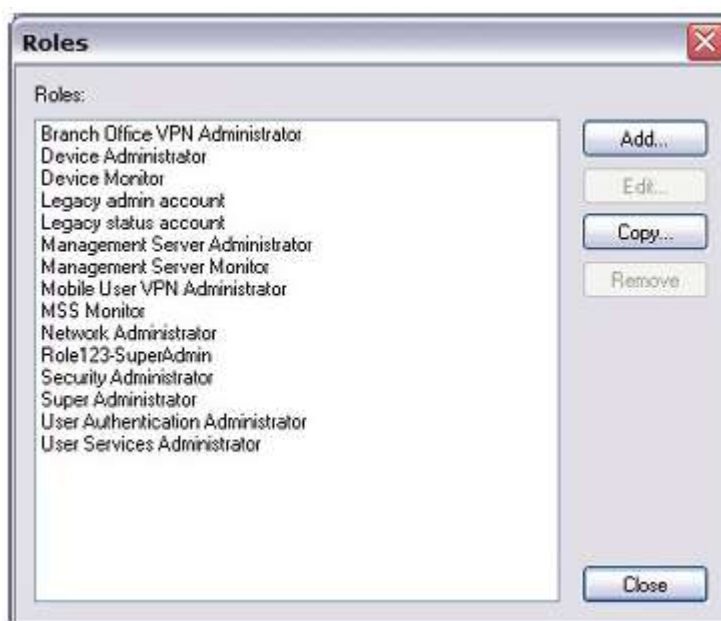 Roles
Roles:
Branch Office VPN Administrator
Device Administrator
Device Monitor
Legacy admin account
Legacy status account
Management Server Administrator
Management Server Monitor
Mobile User VPN Administrator
MSS Monitor
Network Administrator
Role123-SuperAdmin
Security Administrator
Super Administrator
User Authentication Administrator
User Services Administrator
Add...
Edit...
Copy...
Remove
Close